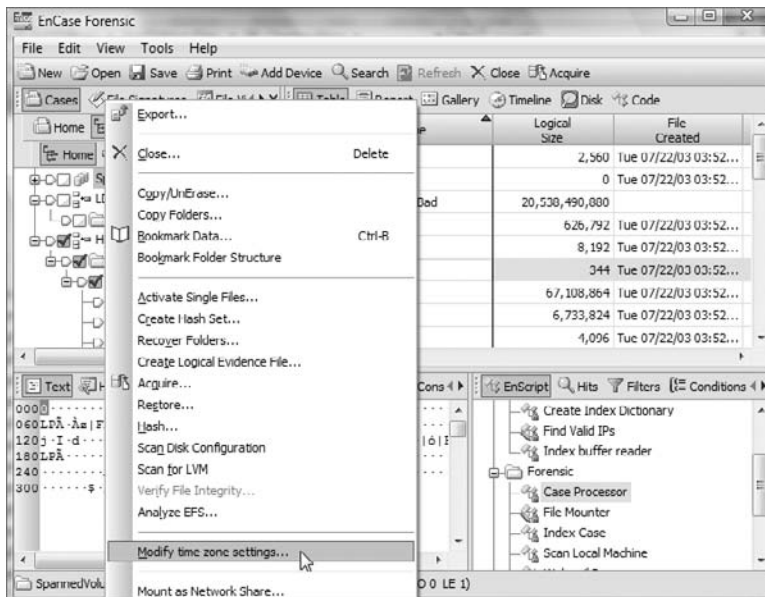 EnCase Forensic
File Edit View Tools Help
New Open Save Print Add Device Search Refresh Close Acquire
Cases Table Report Gallery Timeline Disk Code
Home
Home
Logical Size File Created
2,560 Tue 07/22/03 03:52...
0 Tue 07/22/03 03:52...
Bad 20,538,490,880
626,792 Tue 07/22/03 03:52...
8,192 Tue 07/22/03 03:52...
344 Tue 07/22/03 03:52...
67,108,864 Tue 07/22/03 03:52...
6,733,824 Tue 07/22/03 03:52...
4,096 Tue 07/22/03 03:52...
Export...
Close... Delete
Copy/UnErase...
Copy Folders...
Bookmark Data... Ctrl-B
Bookmark Folder Structure
Activate Single Files...
Create Hash Set...
Recover Folders...
Create Logical Evidence File...
Acquire...
Restore...
Hash...
Scan Disk Configuration
Scan for LVM
Verify File Integrity...
Analyze EFS...
Modify time zone settings...
Mount as Network Share...
Text
Cons
EnScript Hits Filters Conditions
000
060
120
180
240
300
Create Index Dictionary
Find Valid IPs
Index buffer reader
Forensic
Case Processor
File Mounter
Index Case
Scan Local Machine
SpannedVolu
0 0 LE 1)